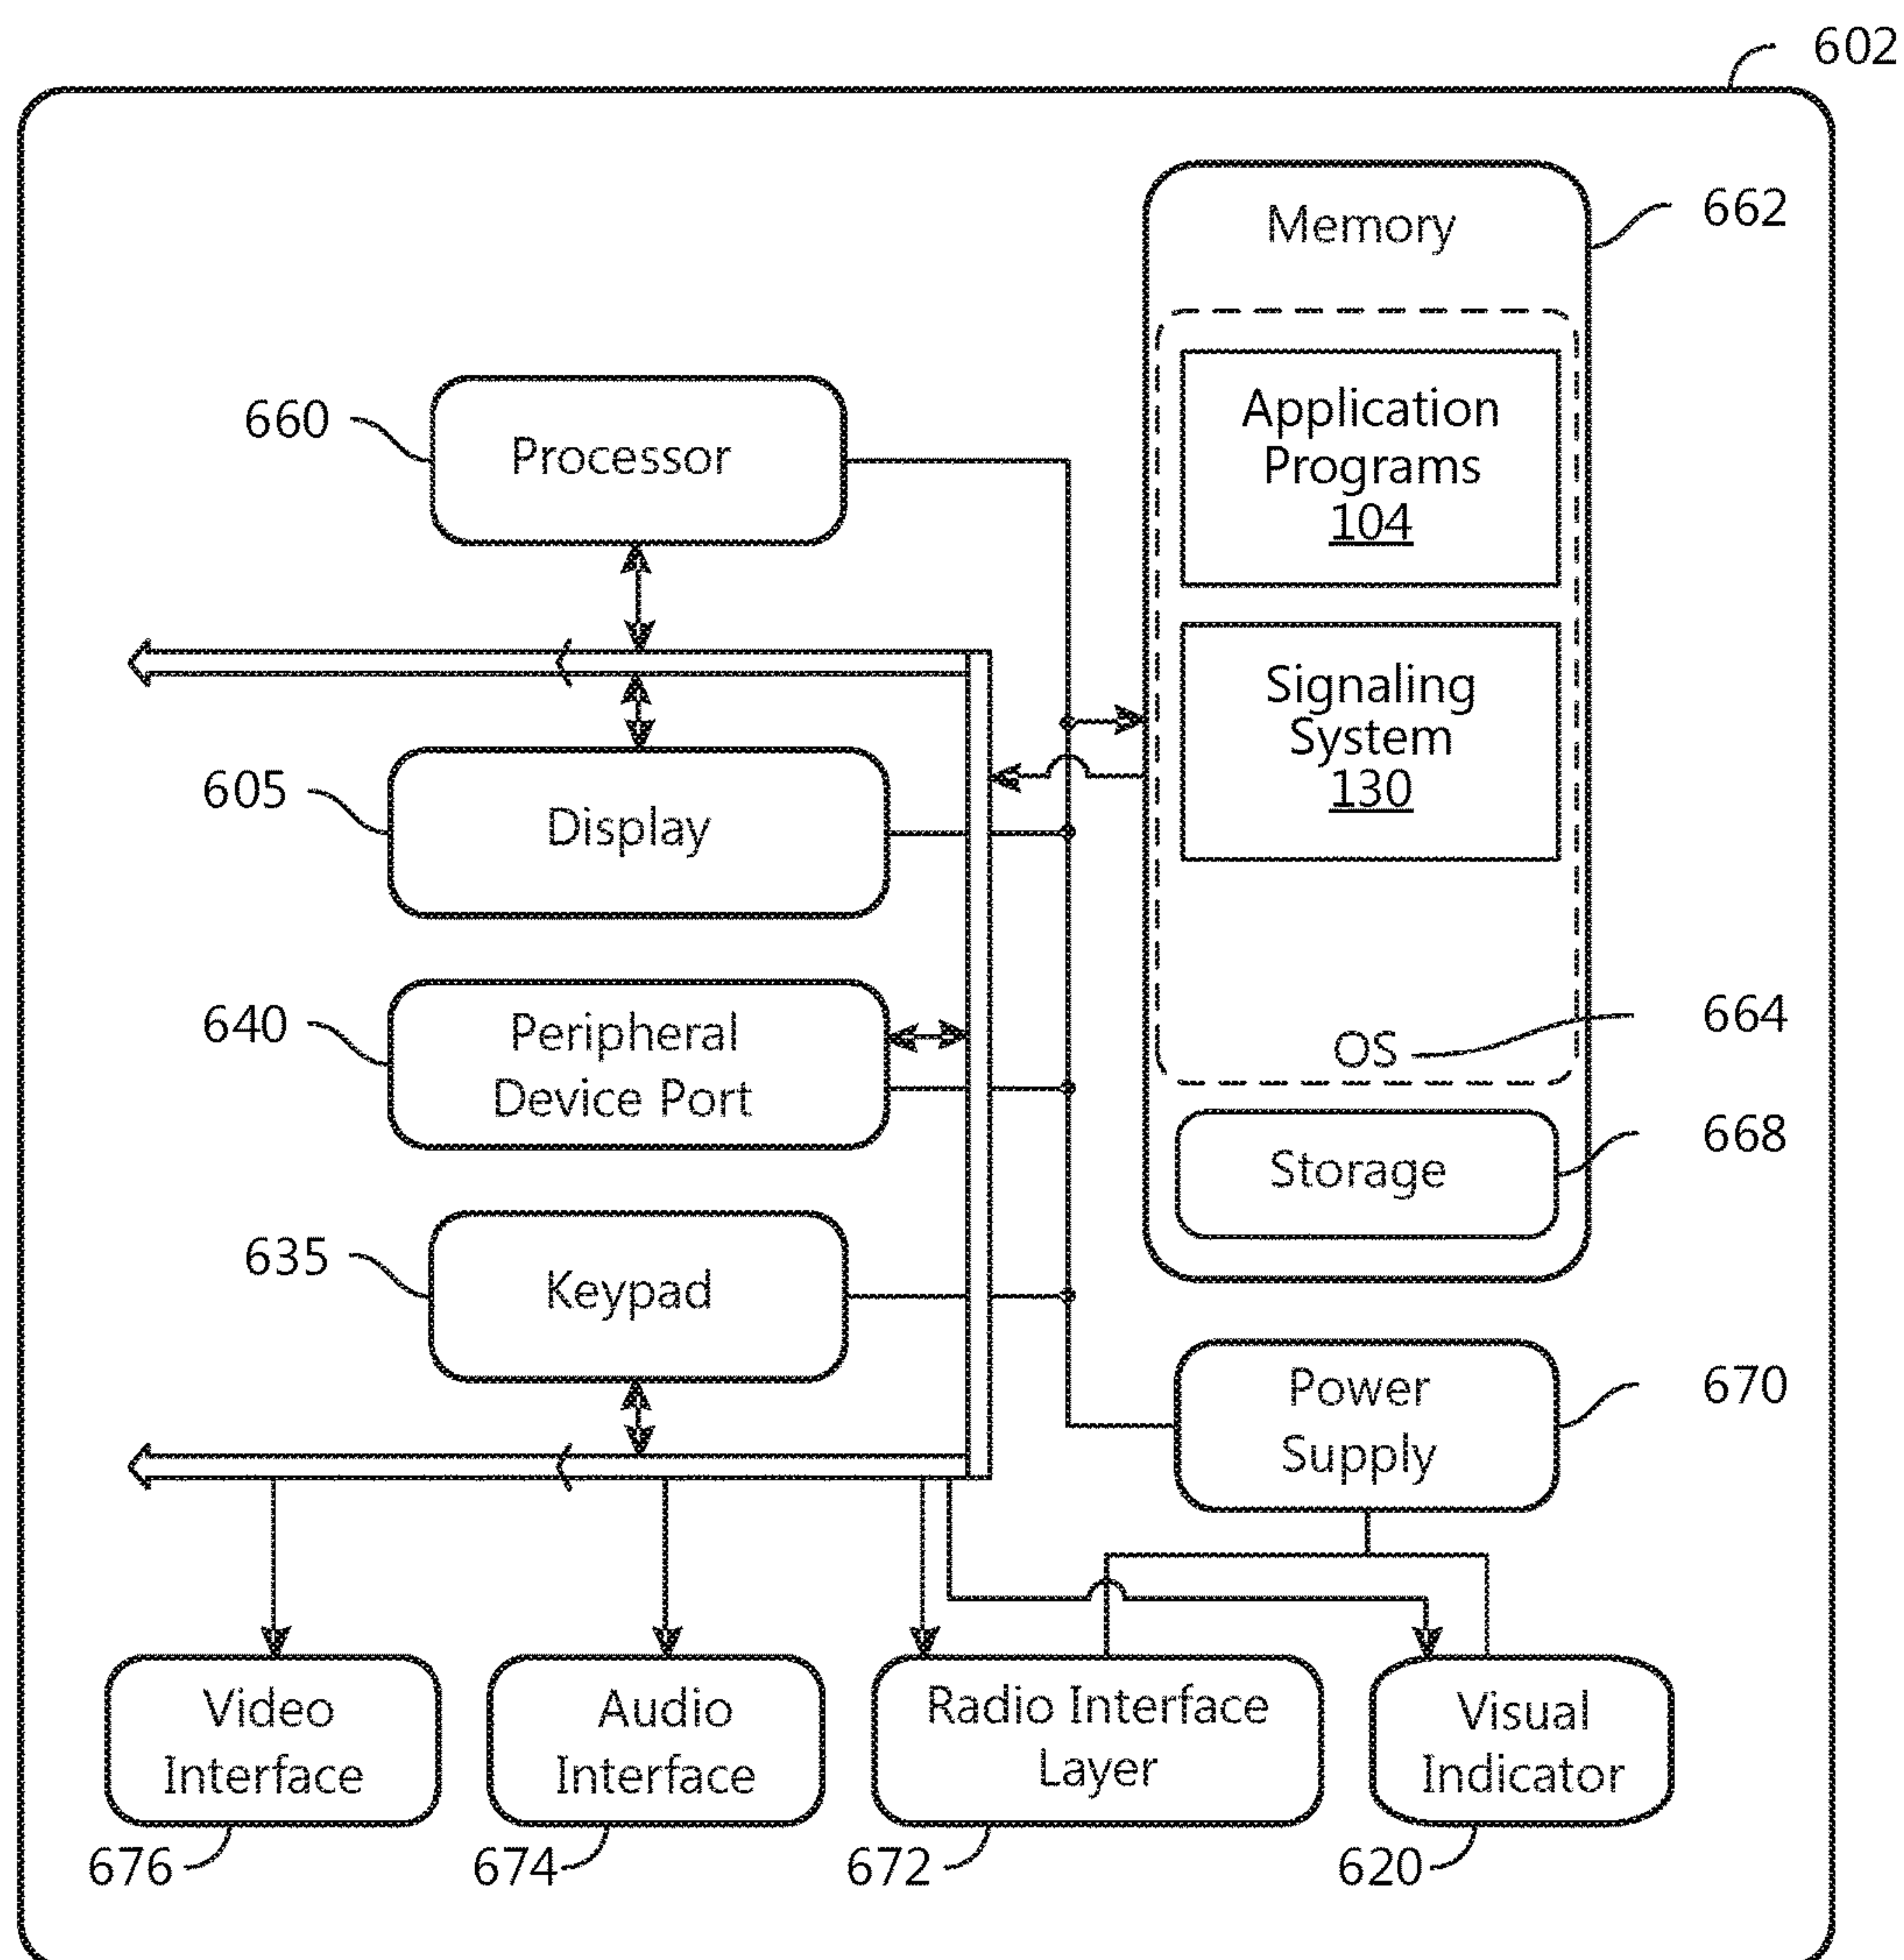 602
Memory
662
Application
Programs
104
660
Processor
Signaling
System
130
605
Display
640
Peripheral
Device Port
OS
664
668
Storage
635
Keypad
Power
Supply
670
Video
Interface
Audio
Interface
Radio Interface
Layer
Visual
Indicator
676
674
672
620